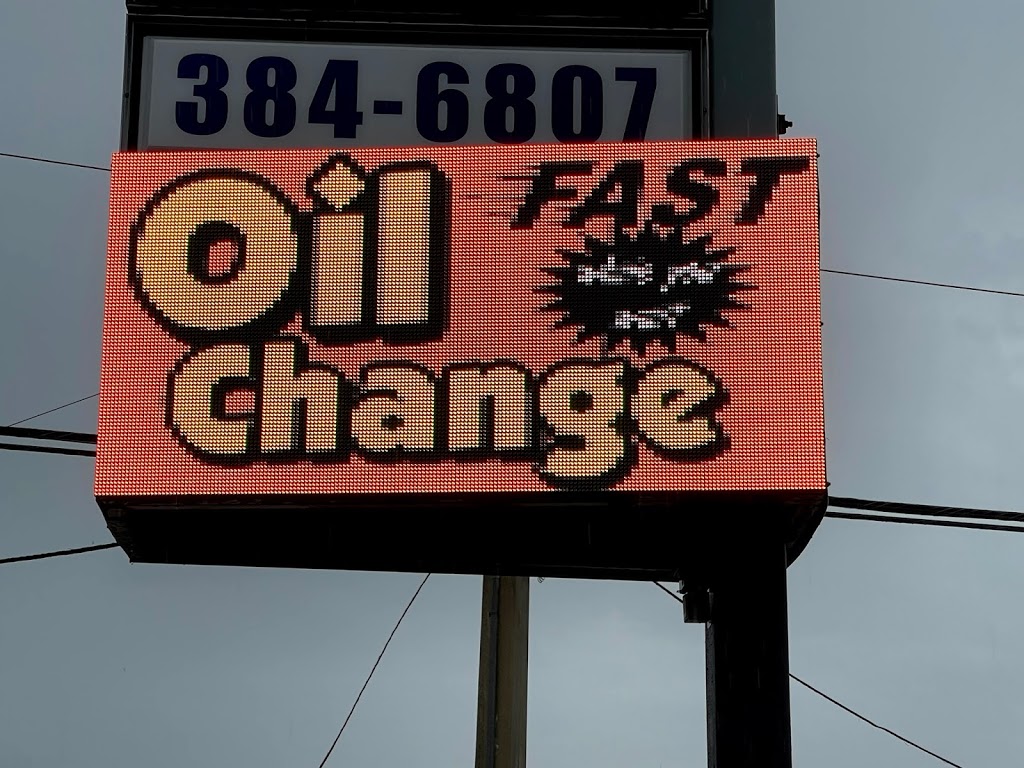 384-6807
Oil
FAST
Change